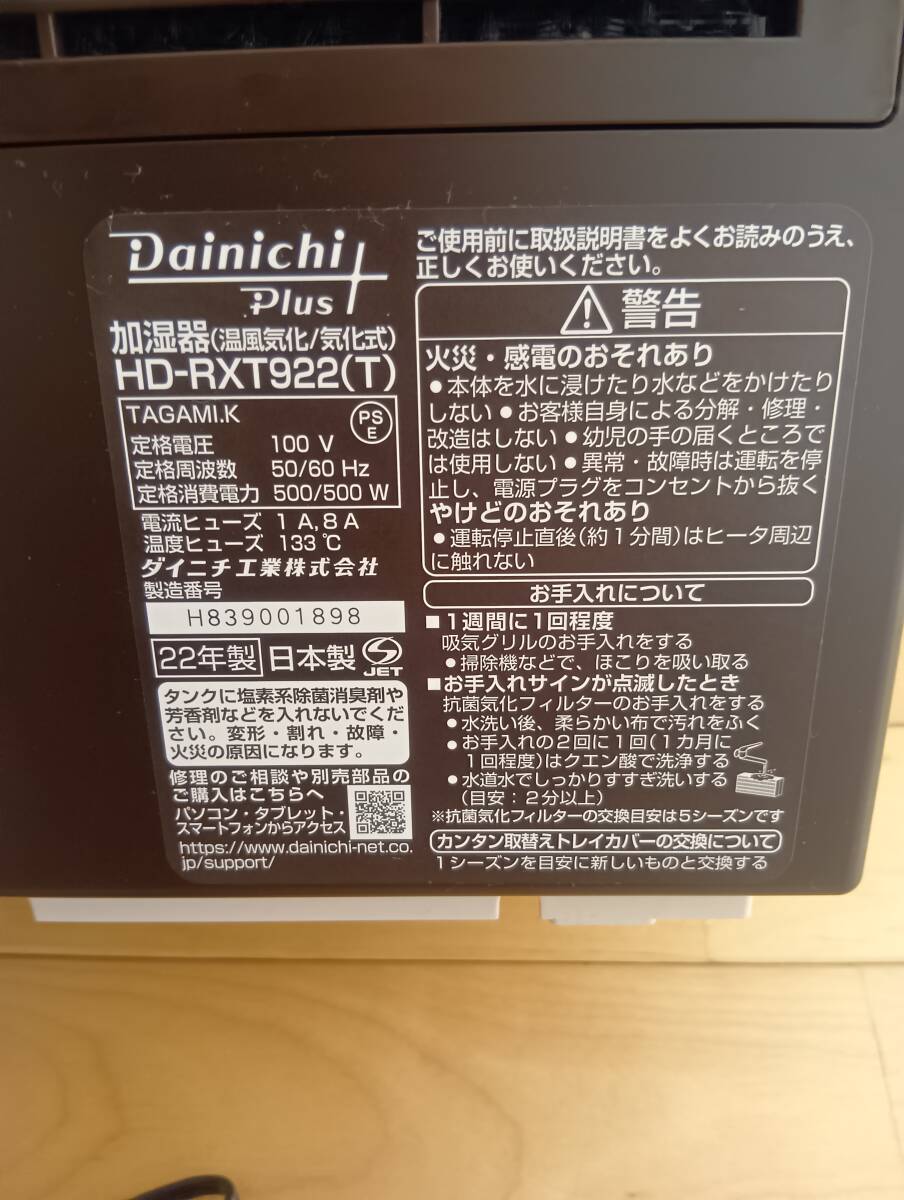 Dainichi
Plus
加湿器(温風気化/気化式)
HD-RXT922(T)
TAGAMI.K
PS
E
定格電圧 100 V
定格周波数 50/60 Hz
定格消費電力 500/500 W
電流ヒューズ 1 A,8 A
温度ヒューズ 133℃
ダイニチ工業株式会社
製造番号
H839001898
22年製 日本製 JET
タンクに塩素系除菌消臭剤や
芳香剤などを入れないでくだ
さい。変形・割れ・故障・
火災の原因になります。
修理のご相談や別売部品の
ご購入はこちらへ
パソコン・タブレット・
スマートフォンからアクセス
https://www.dainichi-net.co.
jp/support/
ご使用前に取扱説明書をよくお読みのうえ、
正しくお使いください。
警告
火災・感電のおそれあり
●本体を水に浸けたり水などをかけたり
しない●お客様自身による分解・修理・
改造はしない●幼児の手の届くところで
は使用しない●異常・故障時は運転を停
止し、電源プラグをコンセントから抜く
やけどのおそれあり
●運転停止直後(約1分間)はヒータ周辺
に触れない
お手入れについて
■1週間に1回程度
吸気グリルのお手入れをする
●掃除機などで、ほこりを吸い取る
■お手入れサインが点滅したとき
抗菌気化フィルターのお手入れをする
●水洗い後、柔らかい布で汚れをふく
●お手入れの2回に1回(1カ月に
1回程度)はクエン酸で洗浄する
●水道水でしっかりすすぎ洗いする
(目安：2分以上)
※抗菌気化フィルターの交換目安は5シーズンです
カンタン取替えトレイカバーの交換について
1シーズンを目安に新しいものと交換する